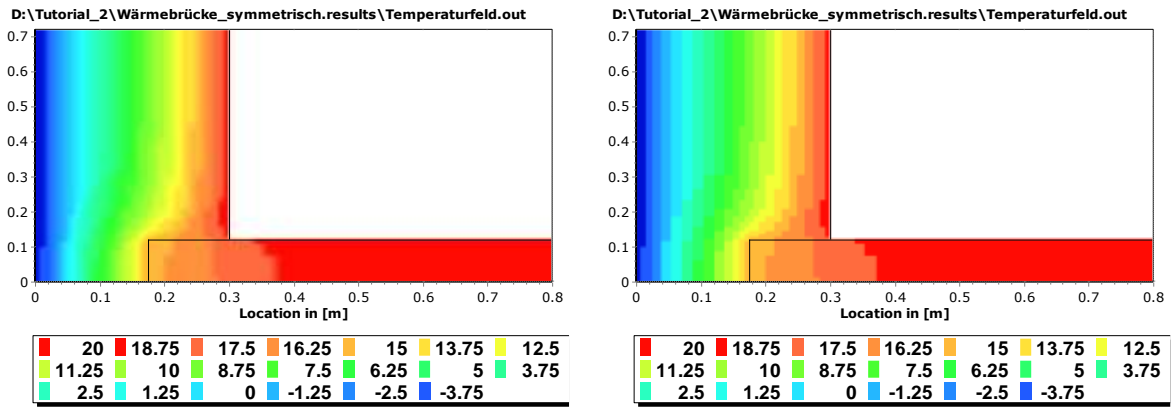 D:\Tutorial_2\Wärmebrücke_symmetrisch.results\Temperaturfeld.out
0.7
0.6
0.5
0.4
0.3
0.2
0.1
0
0 0.1 0.2 0.3 0.4 0.5 0.6 0.7 0.8
Location in [m]
20 18.75 17.5 16.25 15 13.75 12.5
11.25 10 8.75 7.5 6.25 5 3.75
2.5 1.25 0 -1.25 -2.5 -3.75
D:\Tutorial_2\Wärmebrücke_symmetrisch.results\Temperaturfeld.out
0.7
0.6
0.5
0.4
0.3
0.2
0.1
0
0 0.1 0.2 0.3 0.4 0.5 0.6 0.7 0.8
Location in [m]
20 18.75 17.5 16.25 15 13.75 12.5
11.25 10 8.75 7.5 6.25 5 3.75
2.5 1.25 0 -1.25 -2.5 -3.75